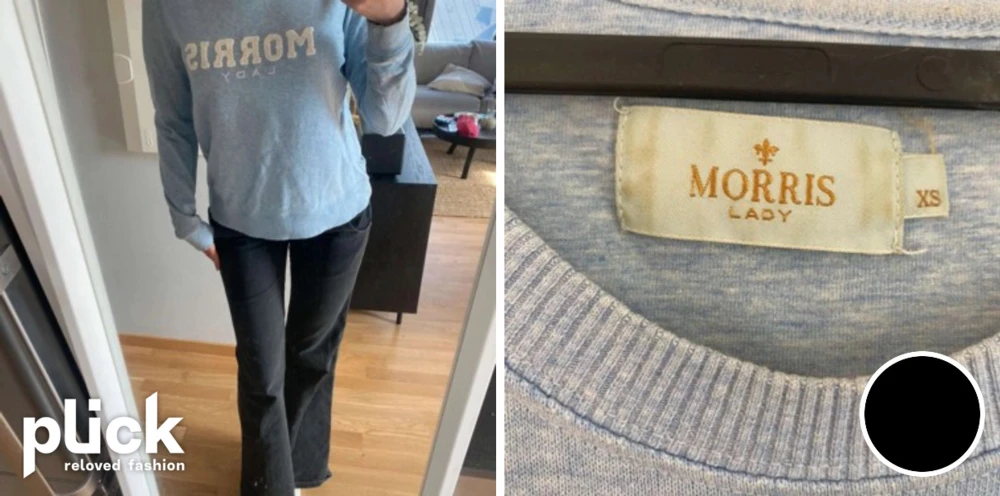 MORRIS
LADY
plick
reloved fashion
MORRIS
LADY
XS